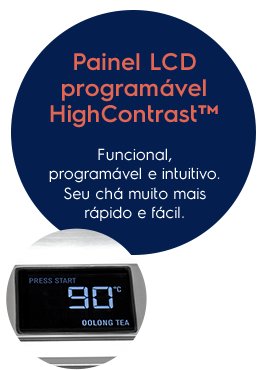 Painel LCD
programável
HighContrast™
Funcional,
programável e intuitivo.
Seu chá muito mais
rápido e fácil.
PRESS START
90°C
OOLONG TEA